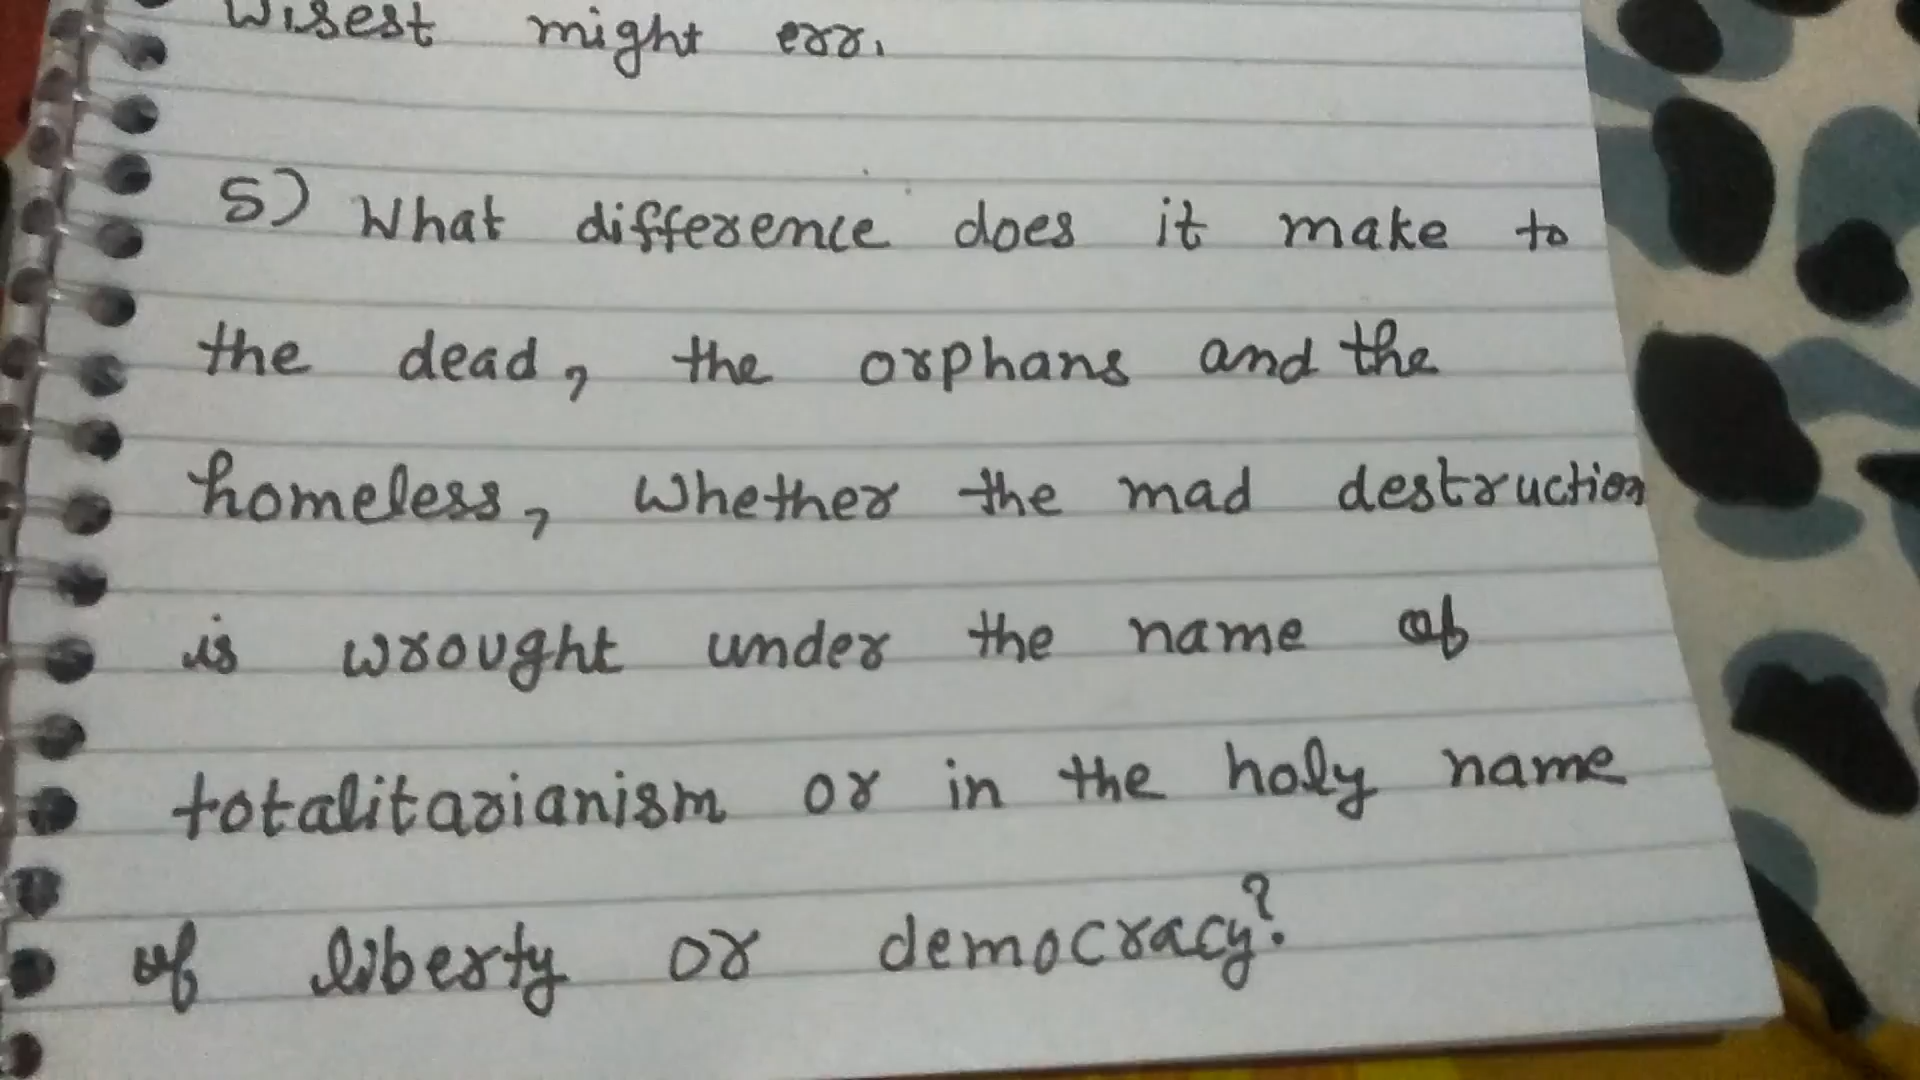 wisest might err.
5) What difference does it make to
the dead, the orphans and the
homeless, whether the mad destruction
is wrought under the name of
totalitarianism or in the holy name
of liberty or democracy?